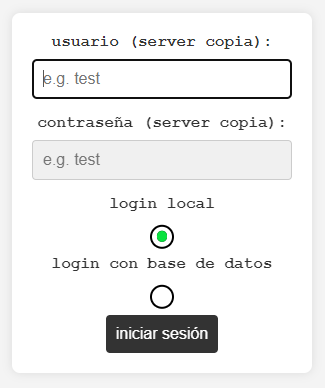 usuario (server copia):
e.g. test
contraseña (server copia):
e.g. test
login local
login con base de datos
iniciar sesión